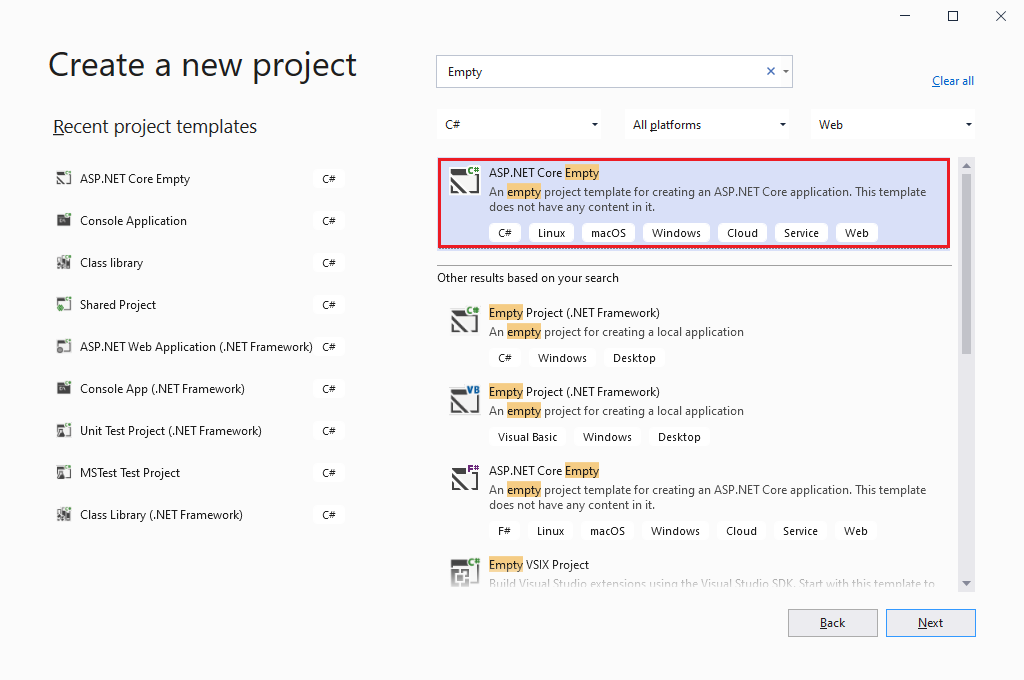 Create a new project
Empty
Clear all
Recent project templates
C#
All platforms
Web
ASP.NET Core Empty C#
Console Application C#
Class library C#
Shared Project C#
ASP.NET Web Application (.NET Framework) C#
Console App (.NET Framework) C#
Unit Test Project (.NET Framework) C#
MSTest Test Project C#
Class Library (.NET Framework) C#
C#
ASP.NET Core Empty
An empty project template for creating an ASP.NET Core application. This template
does not have any content in it.
C# Linux macOS Windows Cloud Service Web
Other results based on your search
C#
Empty Project (.NET Framework)
An empty project for creating a local application
C# Windows Desktop
VB
Empty Project (.NET Framework)
An empty project for creating a local application
Visual Basic Windows Desktop
F#
ASP.NET Core Empty
An empty project template for creating an ASP.NET Core application. This template
does not have any content in it.
F# Linux macOS Windows Cloud Service Web
C#
Empty VSIX Project
Build Visual Studio extensions using the Visual Studio SDK. Start with this template to
Back
Next